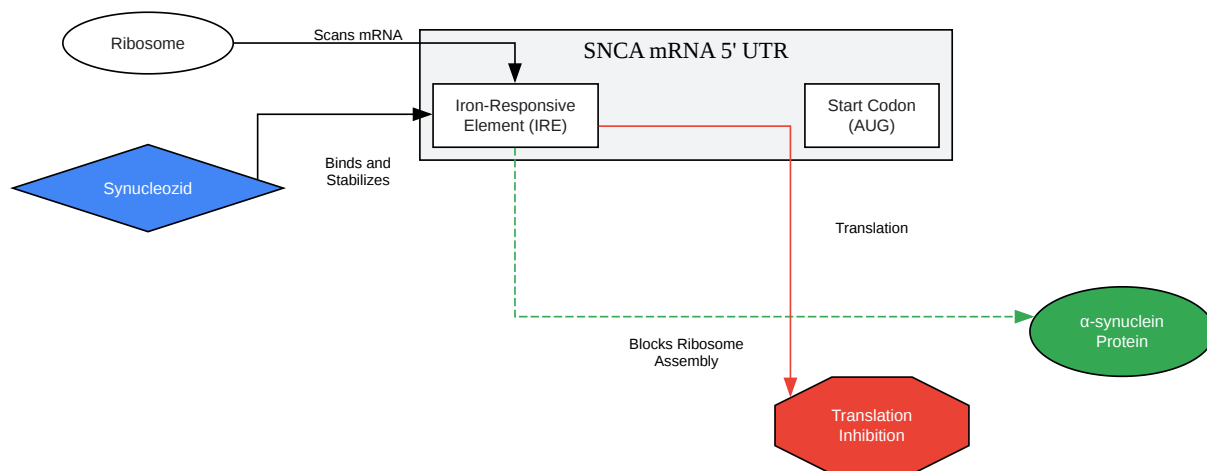 Ribosome
Scans mRNA
SNCA mRNA 5' UTR
Iron-Responsive
Element (IRE)
Start Codon
(AUG)
Synucleozid
Binds and
Stabilizes
Translation
α-synuclein
Protein
Blocks Ribosome
Assembly
Translation
Inhibition